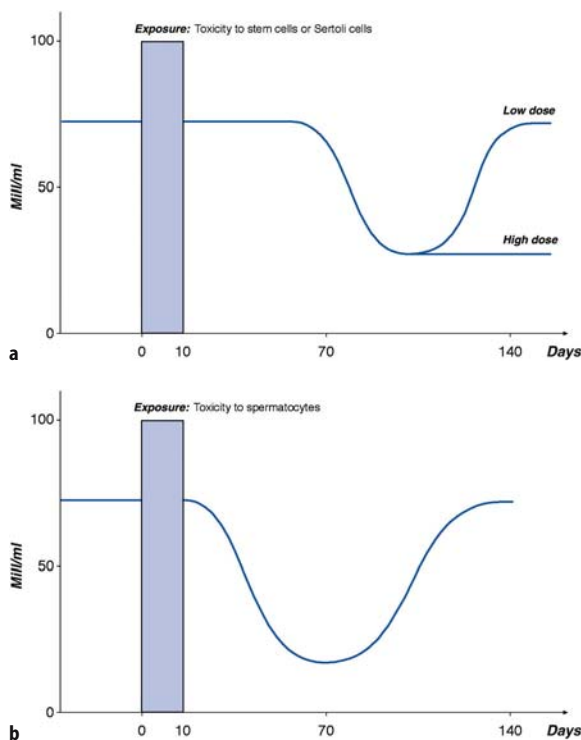 Exposure: Toxicity to stem cells or Sertoli cells
100
Low dose
50
High dose
0
Mill/ml
a
0 10 70 140 Days
Exposure: Toxicity to spermatocytes
100
50
0
Mill/ml
b
0 10 70 140 Days